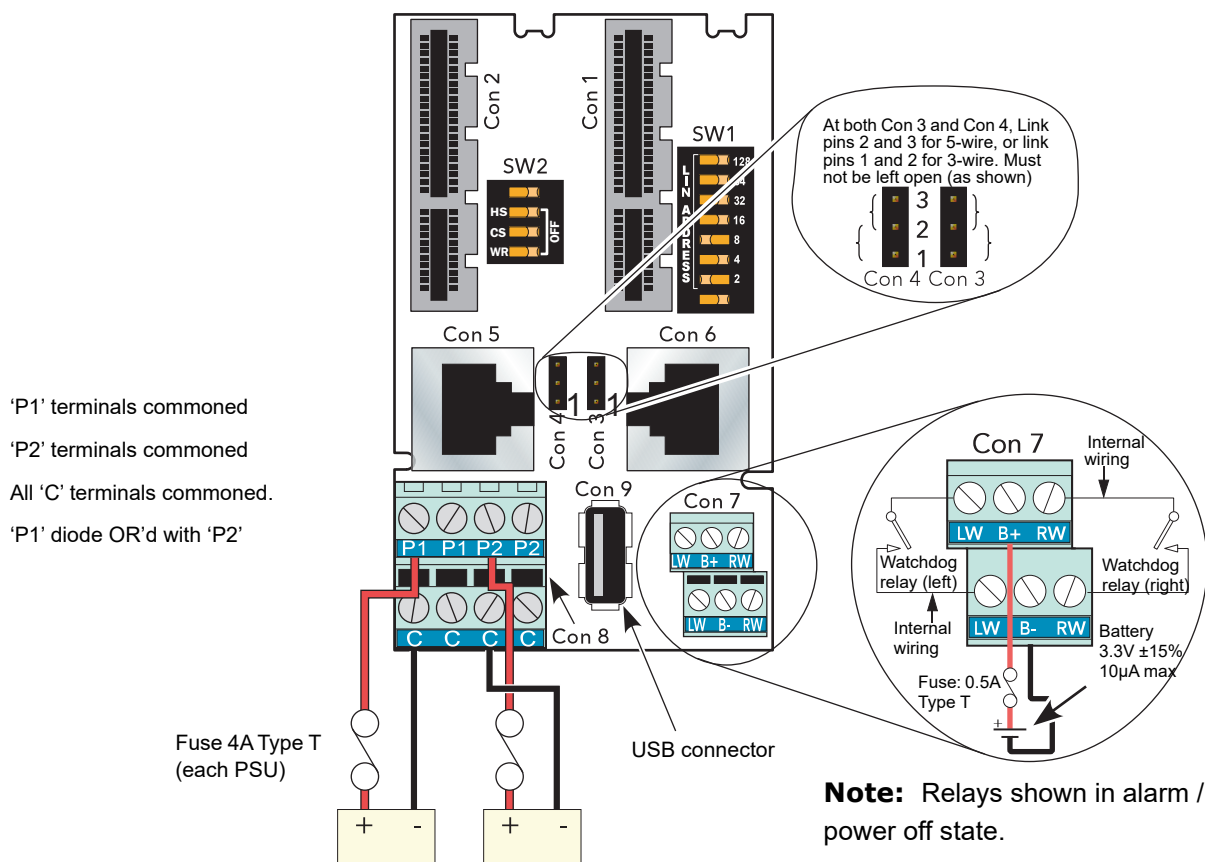 Con 2
Con 1
SW1
128
64
32
16
8
4
2
LIN ADDRESS
SW2
HS
CS
WR
OFF
At both Con 3 and Con 4, Link
pins 2 and 3 for 5-wire, or link
pins 1 and 2 for 3-wire. Must
not be left open (as shown)
3
2
1
Con 4 Con 3
Con 5
Con 6
1
1
Con 4
Con 3
'P1' terminals commoned
'P2' terminals commoned
All 'C' terminals commoned.
'P1' diode OR'd with 'P2'
P1 P1 P2 P2
C C C C
Con 8
Con 9
Con 7
LW B+ RW
LW B- RW
Con 7
Internal
wiring
LW B+ RW
Watchdog
relay (left)
Watchdog
relay (right)
LW B- RW
Internal
wiring
Battery
3.3V ±15%
10µA max
Fuse: 0.5A
Type T
+
USB connector
Fuse 4A Type T
(each PSU)
+ -
+ -
Note: Relays shown in alarm /
power off state.